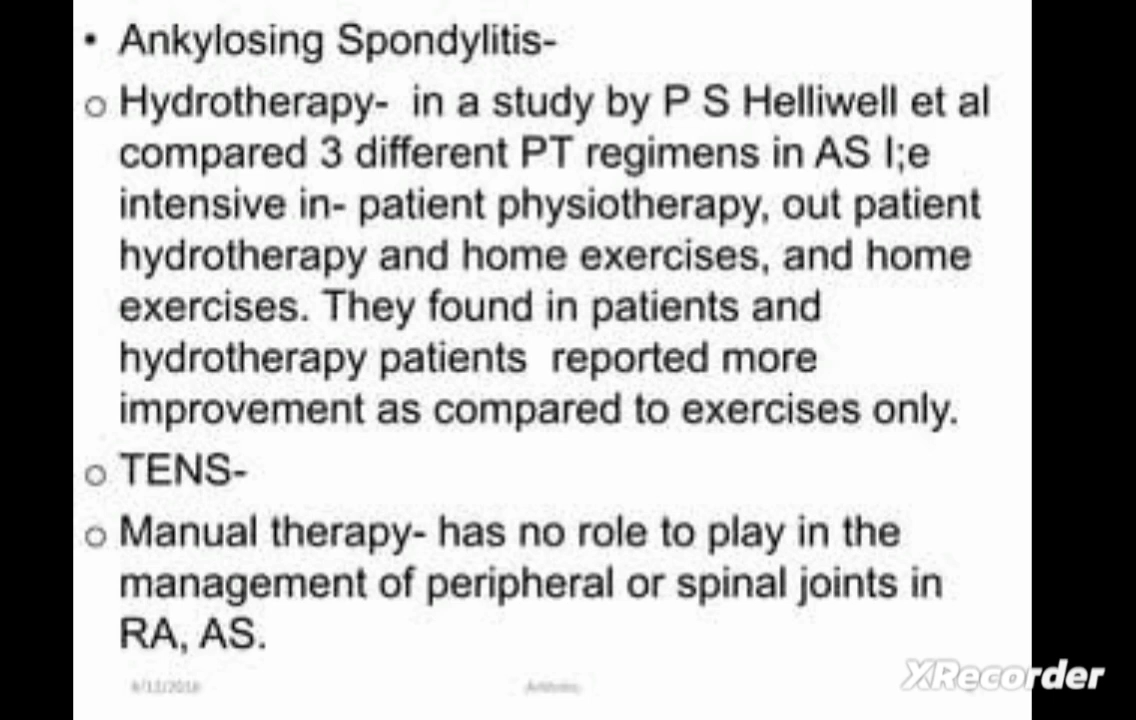 • Ankylosing Spondylitis-
o Hydrotherapy- in a study by P S Helliwell et al
compared 3 different PT regimens in AS I;e
intensive in- patient physiotherapy, out patient
hydrotherapy and home exercises, and home
exercises. They found in patients and
hydrotherapy patients reported more
improvement as compared to exercises only.
o TENS-
o Manual therapy- has no role to play in the
management of peripheral or spinal joints in
RA, AS.
XRecorder